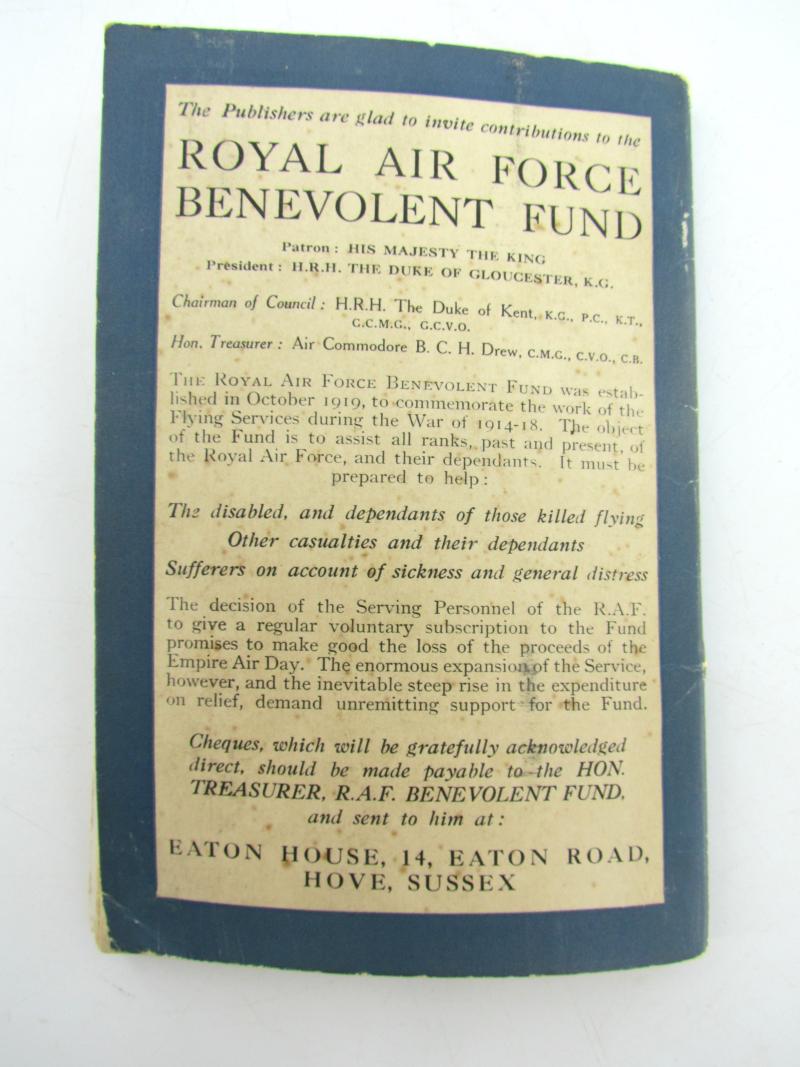 The Publishers are glad to invite contributions to the
ROYAL AIR FORCE
BENEVOLENT FUND
Patron : HIS MAJESTY THE KING
President : H.R.H. THE DUKE OF GLOUCESTER, K.G.
Chairman of Council : H.R.H. The Duke of Kent, K.G., P.C., K.T.,
G.C.M.G., G.C.V.O.
Hon. Treasurer : Air Commodore B. C. H. Drew, C.M.G., C.V.O., C.B.
THE ROYAL AIR FORCE BENEVOLENT FUND was estab-
lished in October 1919, to commemorate the work of the
Flying Services during the War of 1914-18. The object
of the Fund is to assist all ranks, past and present, of
the Royal Air Force, and their dependants. It must be
prepared to help :
The disabled, and dependants of those killed flying
Other casualties and their dependants
Sufferers on account of sickness and general distress
The decision of the Serving Personnel of the R.A.F.
to give a regular voluntary subscription to the Fund
promises to make good the loss of the proceeds of the
Empire Air Day. The enormous expansion of the Service,
however, and the inevitable steep rise in the expenditure
on relief, demand unremitting support for the Fund.
Cheques, which will be gratefully acknowledged
direct, should be made payable to the HON.
TREASURER, R.A.F. BENEVOLENT FUND,
and sent to him at :
EATON HOUSE, 14, EATON ROAD,
HOVE, SUSSEX